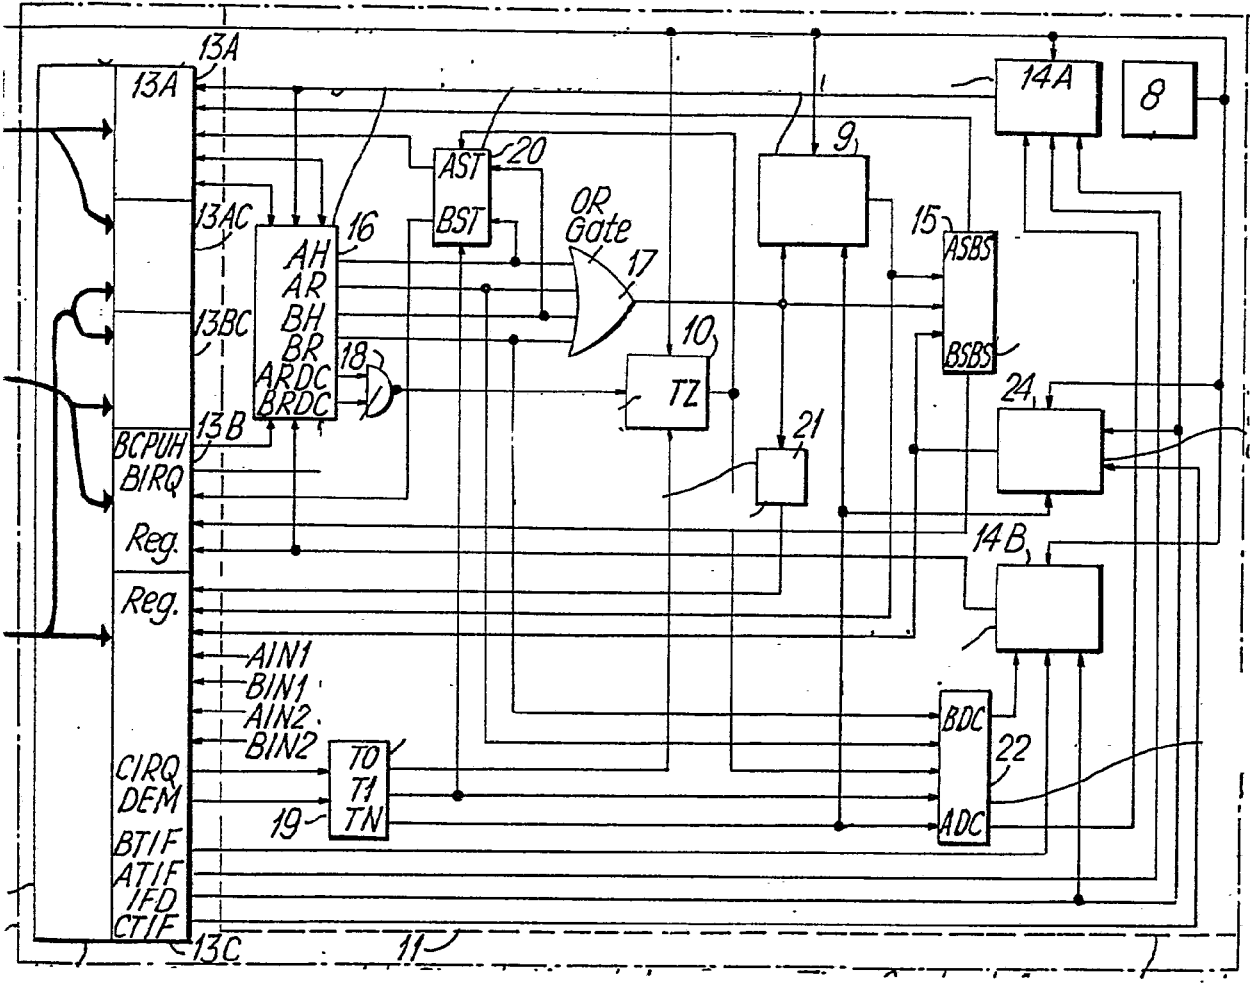 13A
13A
14A
8
20
AST
BST
9
OR
Gate
17
13AC
16
AH
AR
BH
BR
ARDC
BRDC
15
ASBS
BSBS
13BC
18
10
TZ
24
13B
BCPUH
BIRQ
21
Reg.
14B
Reg.
AIN1
BIN1
AIN2
BIN2
CIRQ
DEM
T0
T1
TN
19
BDC
22
ADC
BTIF
ATIF
IFD
CTIF
13C
11